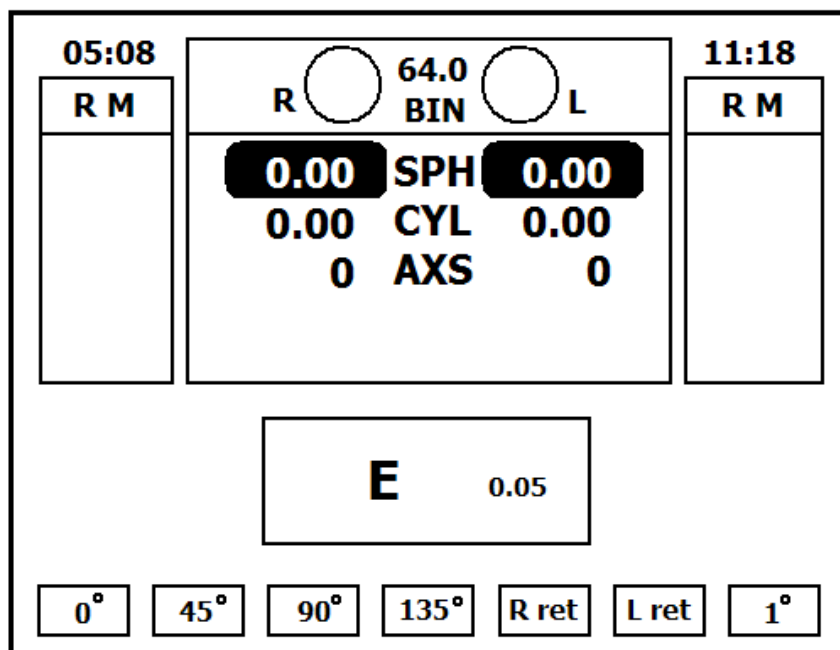 05:08 11:18
R M R 64.0 BIN L R M
0.00 SPH 0.00
0.00 CYL 0.00
0 AXS 0
E 0.05
0° 45° 90° 135° R ret L ret 1°